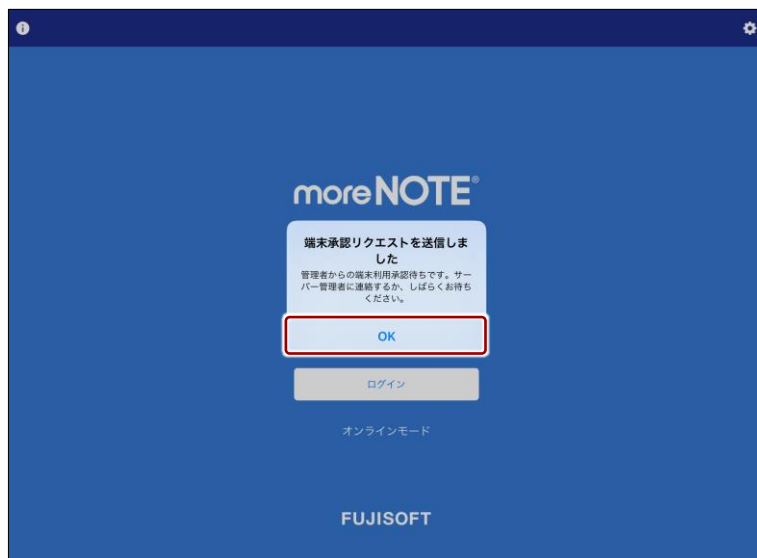 moreNOTE®
端末承認リクエストを送信しま
した
管理者からの端末利用承認待ちです。サー
バー管理者に連絡するか、しばらくお待ち
ください。
OK
ログイン
オンラインモード
FUJISOFT